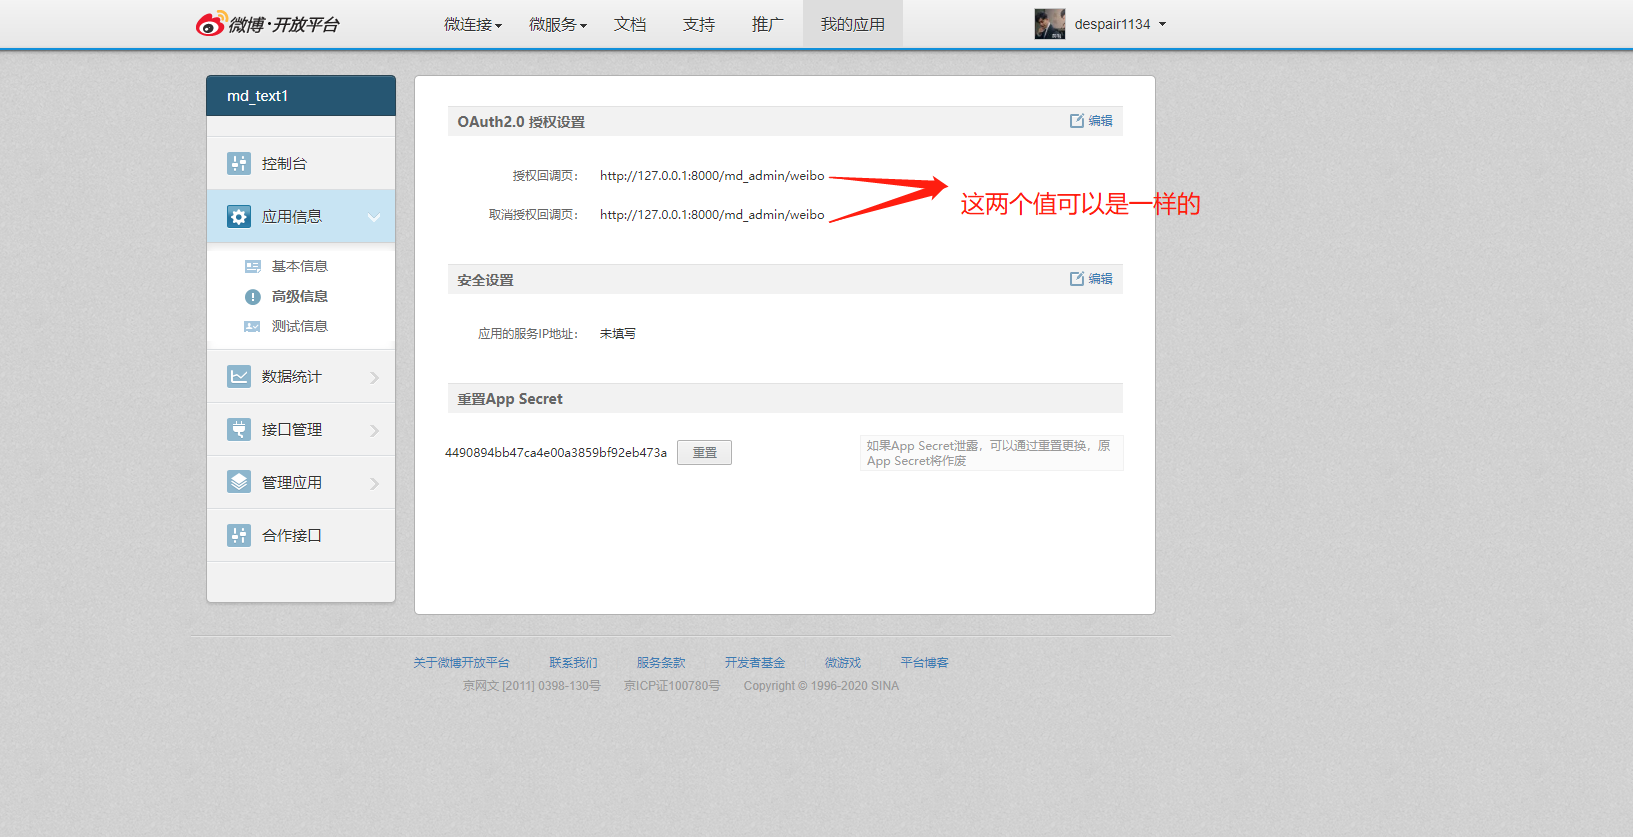 微博·开放平台
微连接 微服务 文档 支持 推广 我的应用
despair1134
md_text1
控制台
应用信息
基本信息
高级信息
测试信息
数据统计
接口管理
管理应用
合作接口
OAuth2.0 授权设置 编辑
授权回调页： http://127.0.0.1:8000/md_admin/weibo
取消授权回调页： http://127.0.0.1:8000/md_admin/weibo
这两个值可以是一样的
安全设置 编辑
应用的服务IP地址： 未填写
重置App Secret
4490894bb47ca4e00a3859bf92eb473a 重置
如果App Secret泄露，可以通过重置更换，原
App Secret将作废
关于微博开放平台 联系我们 服务条款 开发者基金 微游戏 平台博客
京网文 [2011] 0398-130号 京ICP证100780号 Copyright © 1996-2020 SINA